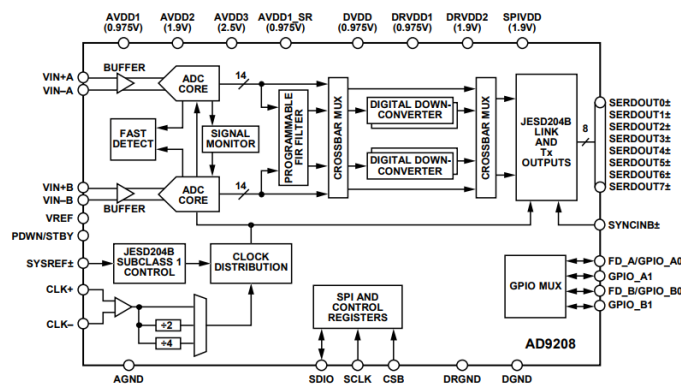 AVDD1 AVDD2 AVDD3 AVDD1_SR DVDD DRVDD1 DRVDD2 SPIVDD
(0.975V) (1.9V) (2.5V) (0.975V) (0.975V) (0.975V) (1.9V) (1.9V)
BUFFER
VIN+A
VIN–A
ADC
CORE
14
FAST
DETECT
SIGNAL
MONITOR
PROGRAMMABLE
FIR FILTER
CROSSBAR MUX
DIGITAL DOWN-
CONVERTER
DIGITAL DOWN-
CONVERTER
CROSSBAR MUX
JESD204B
LINK
AND
Tx
OUTPUTS
8
SERDOUT0±
SERDOUT1±
SERDOUT2±
SERDOUT3±
SERDOUT4±
SERDOUT5±
SERDOUT6±
SERDOUT7±
VIN+B
VIN–B
BUFFER
ADC
CORE
14
VREF
SYNCINB±
PDWN/STBY
SYSREF±
JESD204B
SUBCLASS 1
CONTROL
CLOCK
DISTRIBUTION
CLK+
CLK–
÷2
÷4
SPI AND
CONTROL
REGISTERS
GPIO MUX
FD_A/GPIO_A0
GPIO_A1
FD_B/GPIO_B0
GPIO_B1
AD9208
AGND SDIO SCLK CSB DRGND DGND